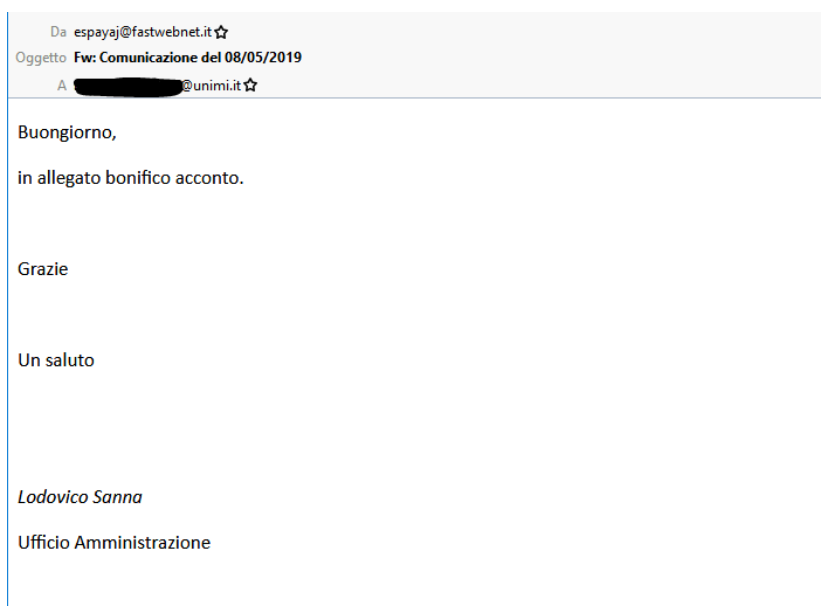 Da espayaj@fastwebnet.it
Oggetto Fw: Comunicazione del 08/05/2019
A @unimi.it
Buongiorno,
in allegato bonifico acconto.
Grazie
Un saluto
Lodovico Sanna
Ufficio Amministrazione